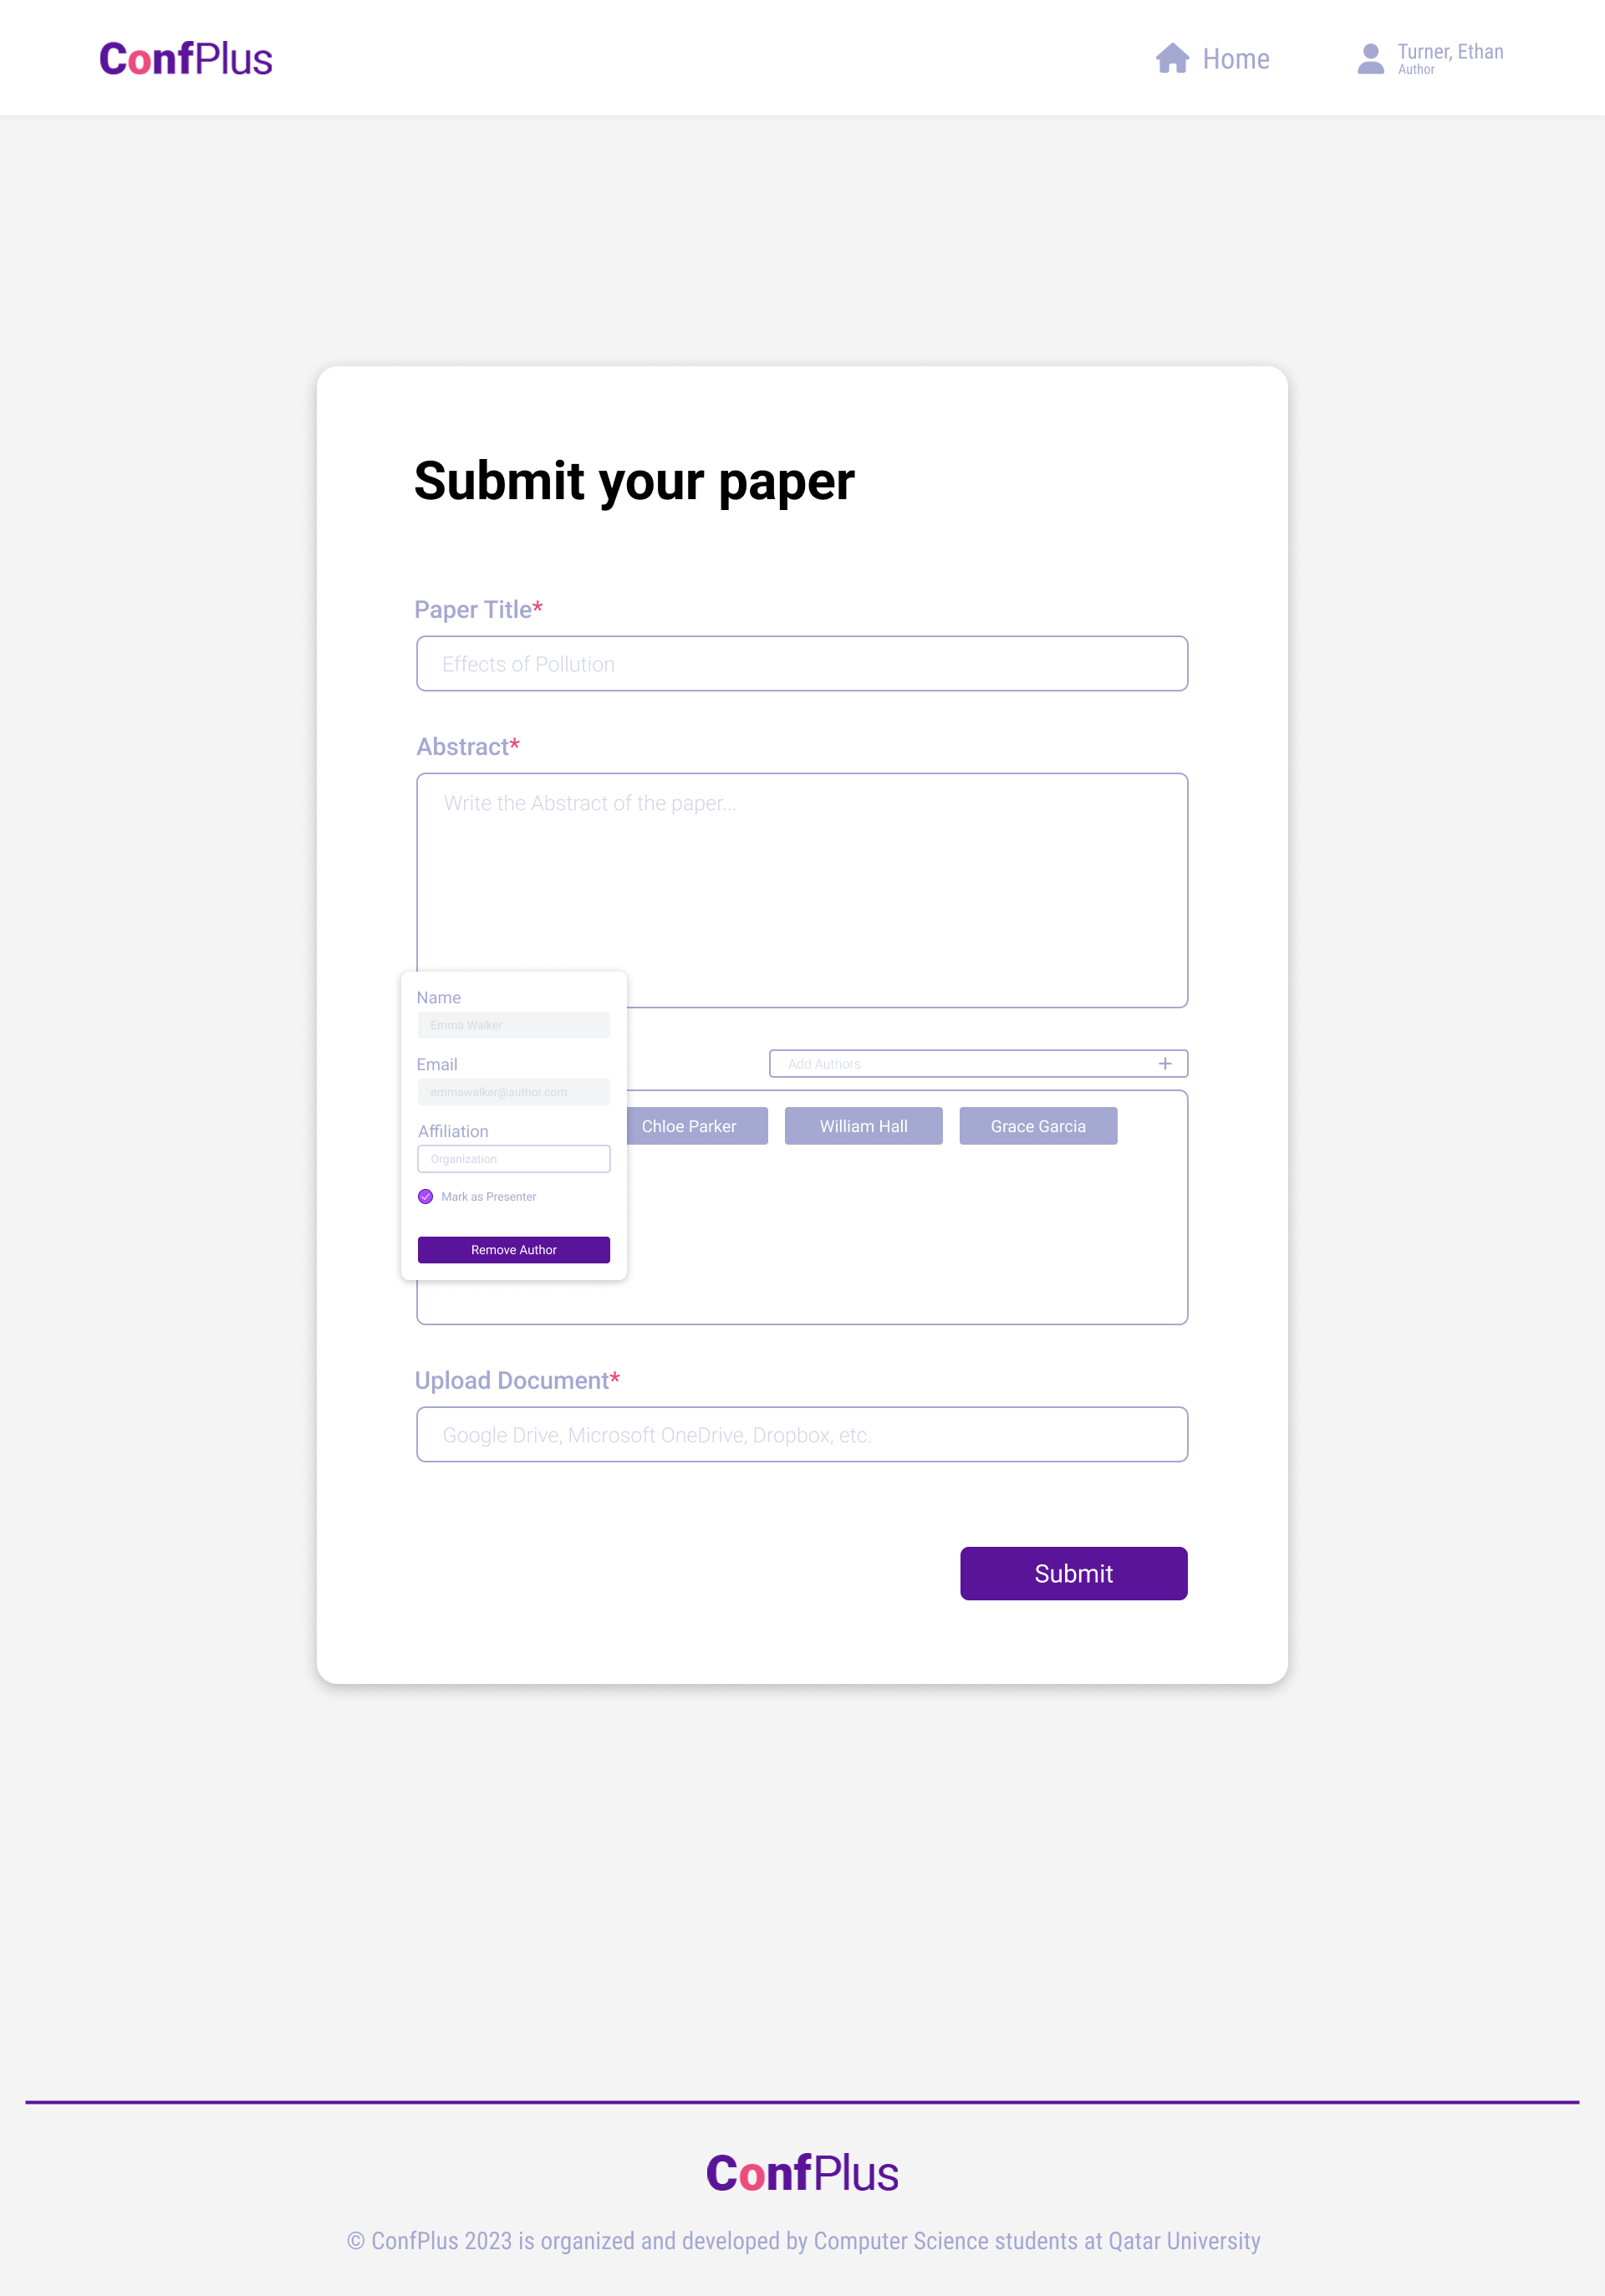 ConfPlus
Home
Turner, Ethan
Author
Submit your paper
Paper Title*
Effects of Pollution
Abstract*
Write the Abstract of the paper...
Name
Emma Walker
Email
emmawalker@author.com
Affiliation
Organization
Mark as Presenter
Remove Author
Add Authors +
Chloe Parker William Hall Grace Garcia
Upload Document*
Google Drive, Microsoft OneDrive, Dropbox, etc.
Submit
ConfPlus
© ConfPlus 2023 is organized and developed by Computer Science students at Qatar University